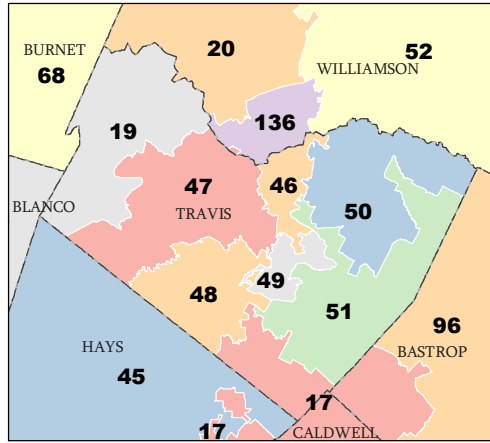 20
52
BURNET
68
WILLIAMSON
19
136
47
46
50
BLANCO
TRAVIS
49
48
51
96
HAYS
BASTROP
45
17
17
CALDWELL